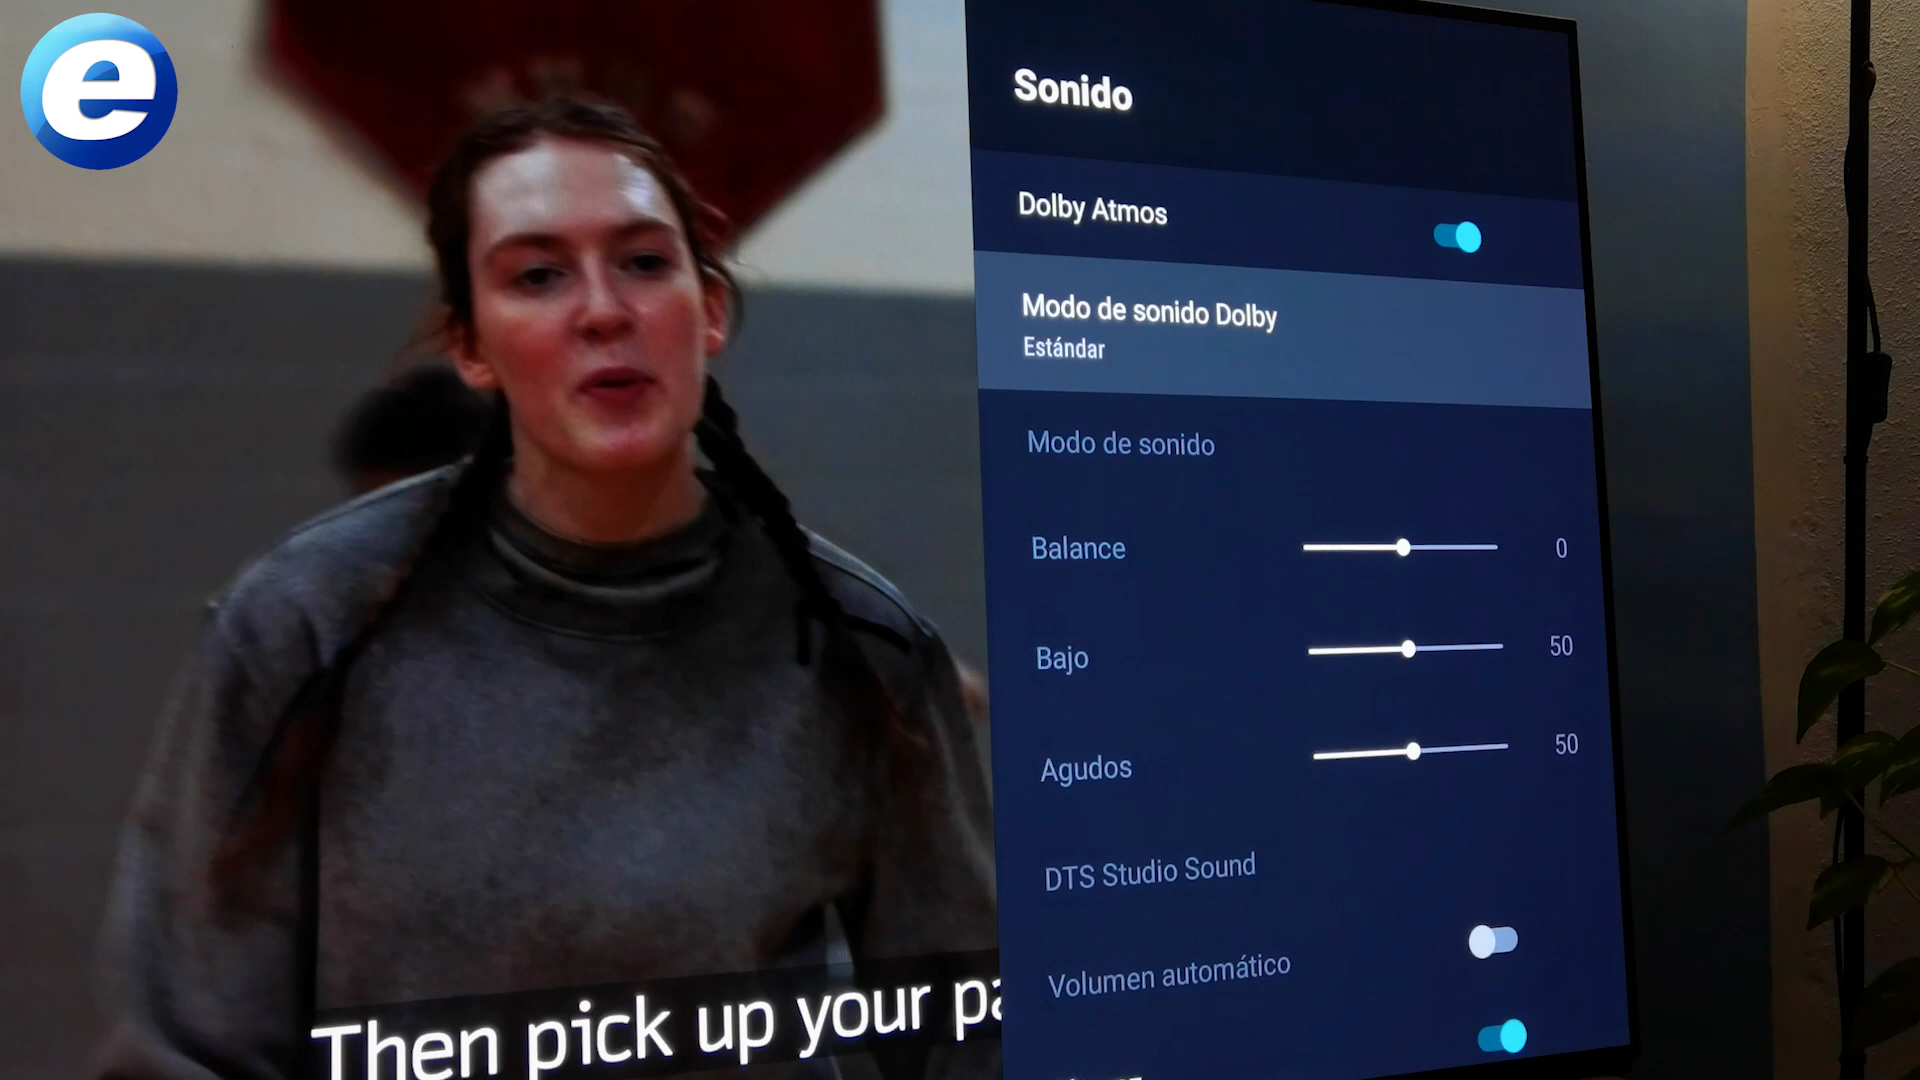 e
Sonido
Dolby Atmos
Modo de sonido Dolby
Estándar
Modo de sonido
Balance 0
Bajo 50
Agudos 50
DTS Studio Sound
Volumen automático
Then pick up your